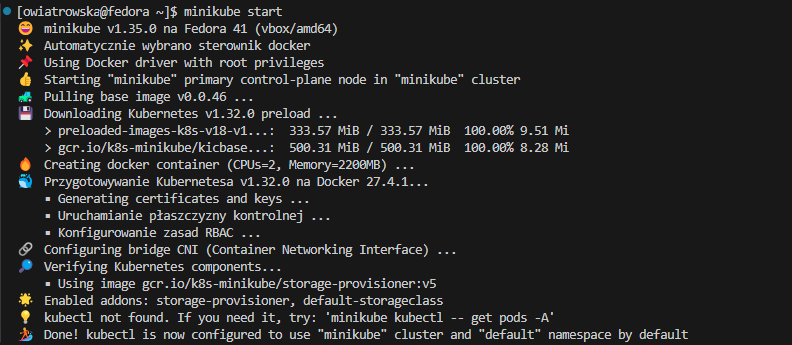 [owiatrowska@fedora ~]$ minikube start
😄 minikube v1.35.0 na Fedora 41 (vbox/amd64)
✨ Automatycznie wybrano sterownik docker
📌 Using Docker driver with root privileges
👍 Starting "minikube" primary control-plane node in "minikube" cluster
🚜 Pulling base image v0.0.46 ...
💾 Downloading Kubernetes v1.32.0 preload ...
> preloaded-images-k8s-v18-v1...: 333.57 MiB / 333.57 MiB 100.00% 9.51 Mi
> gcr.io/k8s-minikube/kicbase...: 500.31 MiB / 500.31 MiB 100.00% 8.28 Mi
🔥 Creating docker container (CPUs=2, Memory=2200MB) ...
🐳 Przygotowywanie Kubernetesa v1.32.0 na Docker 27.4.1...
▪ Generating certificates and keys ...
▪ Uruchamianie płaszczyzny kontrolnej ...
▪ Konfigurowanie zasad RBAC ...
🔗 Configuring bridge CNI (Container Networking Interface) ...
🔎 Verifying Kubernetes components...
▪ Using image gcr.io/k8s-minikube/storage-provisioner:v5
🌟 Enabled addons: storage-provisioner, default-storageclass
💡 kubectl not found. If you need it, try: 'minikube kubectl -- get pods -A'
🏄 Done! kubectl is now configured to use "minikube" cluster and "default" namespace by default